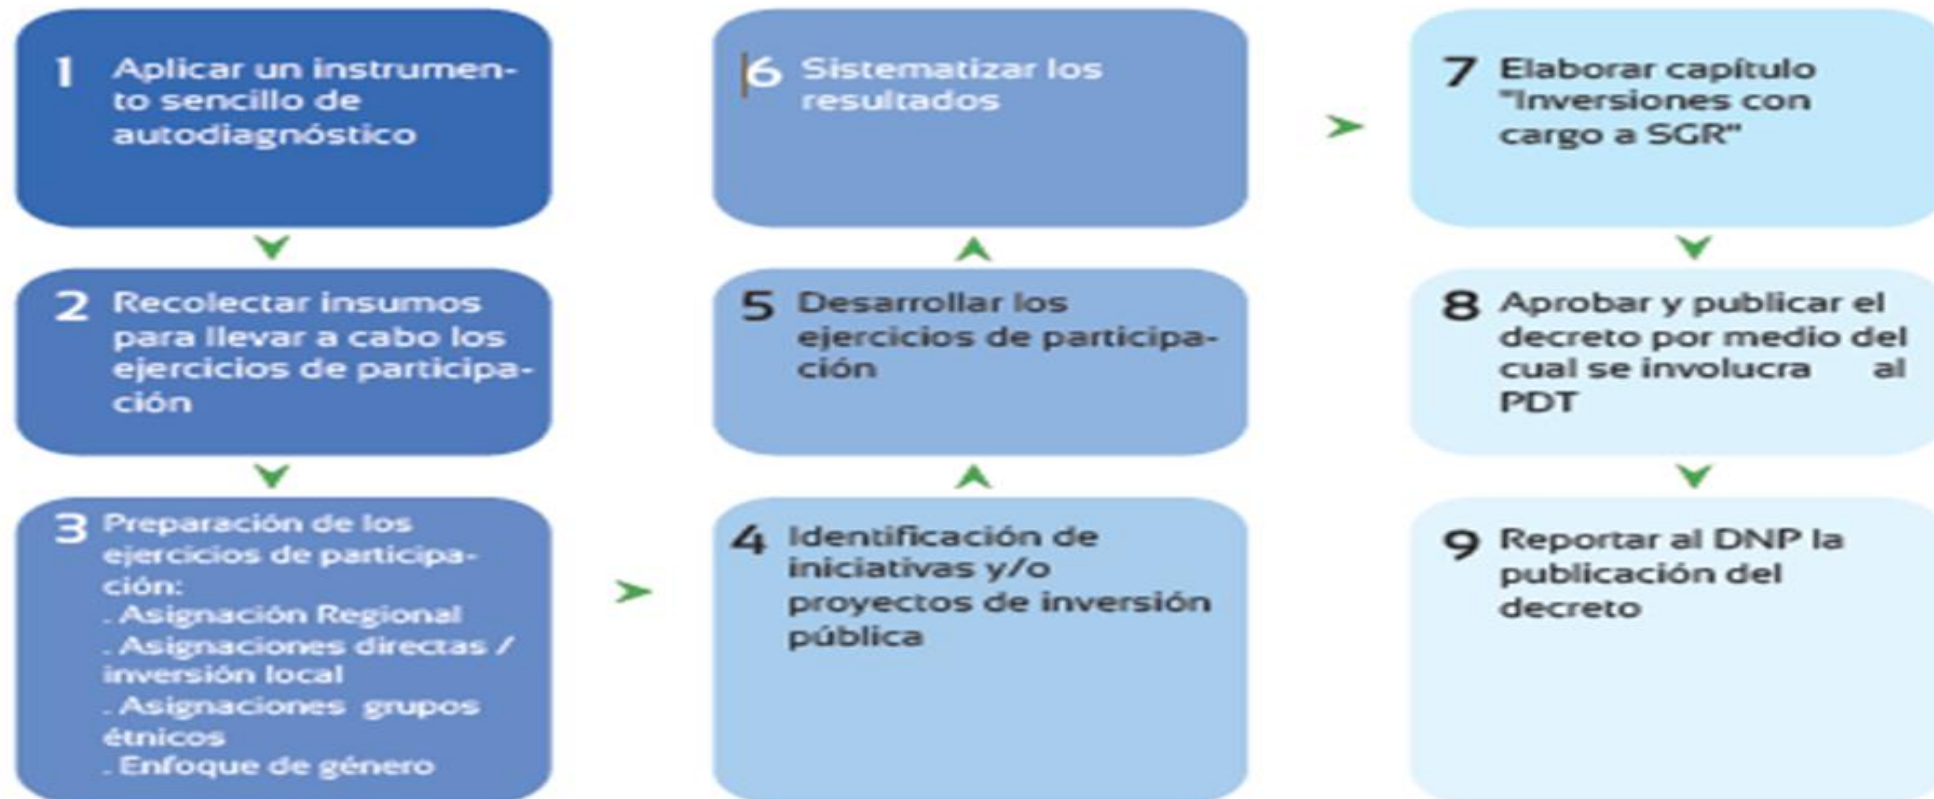 1 Aplicar un instrumen-
to sencillo de
autodiagnóstico
2 Recolectar insumos
para llevar a cabo los
ejercicios de participa-
ción
3 Preparación de los
ejercicios de participa-
ción:
. Asignación Regional
. Asignaciones directas /
inversión local
. Asignaciones grupos
étnicos
. Enfoque de género
4 Identificación de
iniciativas y/o
proyectos de inversión
pública
5 Desarrollar los
ejercicios de participa-
ción
6 Sistematizar los
resultados
7 Elaborar capítulo
"Inversiones con
cargo a SGR"
8 Aprobar y publicar el
decreto por medio del
cual se involucra al
PDT
9 Reportar al DNP la
publicación del
decreto